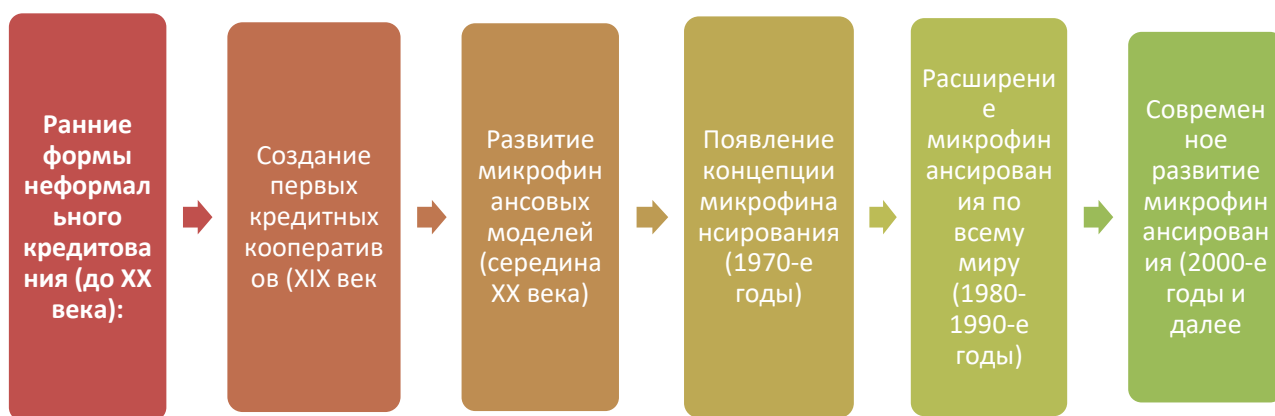 Ранние
формы
неформал
ьного
кредитова
ния (до XX
века):
Создание
первых
кредитных
кооператив
ов (XIX век
Развитие
микрофин
ансовых
моделей
(середина
XX века)
Появление
концепции
микрофина
нсирования
(1970-е
годы)
Расширени
е
микрофин
ансирован
ия по
всему
миру
(1980-
1990-е
годы)
Современ
ное
развитие
микрофин
ансирован
ия (2000-е
годы и
далее